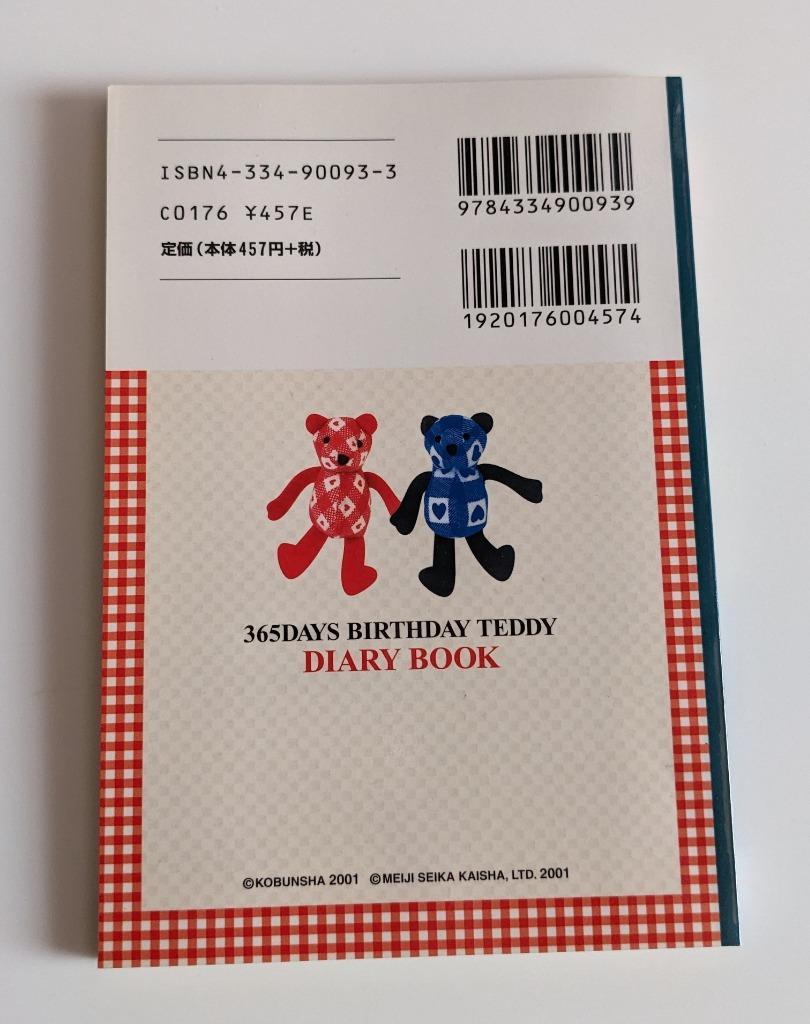 ISBN4-334-90093-3
C0176 ¥457E
定価(本体457円+税)
9784334900939
1920176004574
365DAYS BIRTHDAY TEDDY
DIARY BOOK
©KOBUNSHA 2001 ©MEIJI SEIKA KAISHA, LTD. 2001